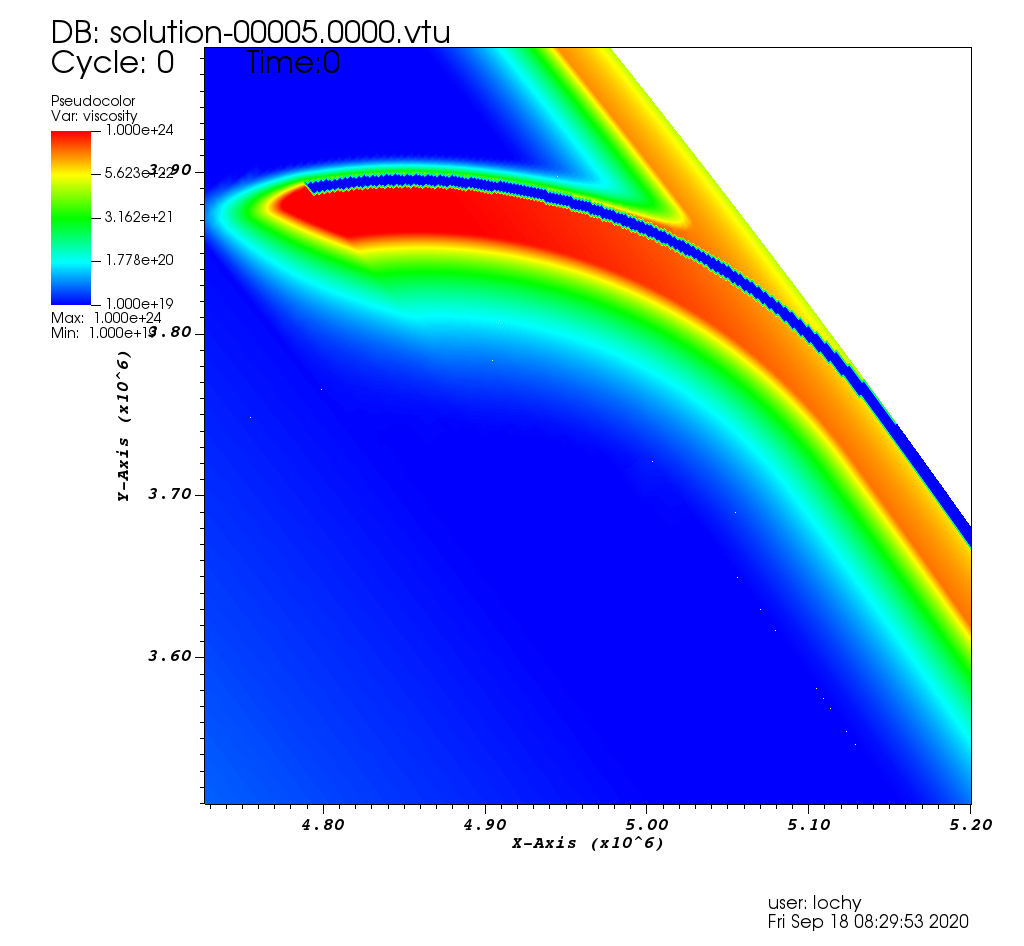 DB: solution-00005.0000.vtu
Cycle: 0 Time:0
Pseudocolor
Var: viscosity
1.000e+24
5.623e+22
3.162e+21
1.778e+20
1.000e+19
Max: 1.000e+24
Min: 1.000e+19
3.90
3.80
3.70
3.60
Y-Axis (x10^6)
4.80 4.90 5.00 5.10 5.20
X-Axis (x10^6)
user: lochy
Fri Sep 18 08:29:53 2020